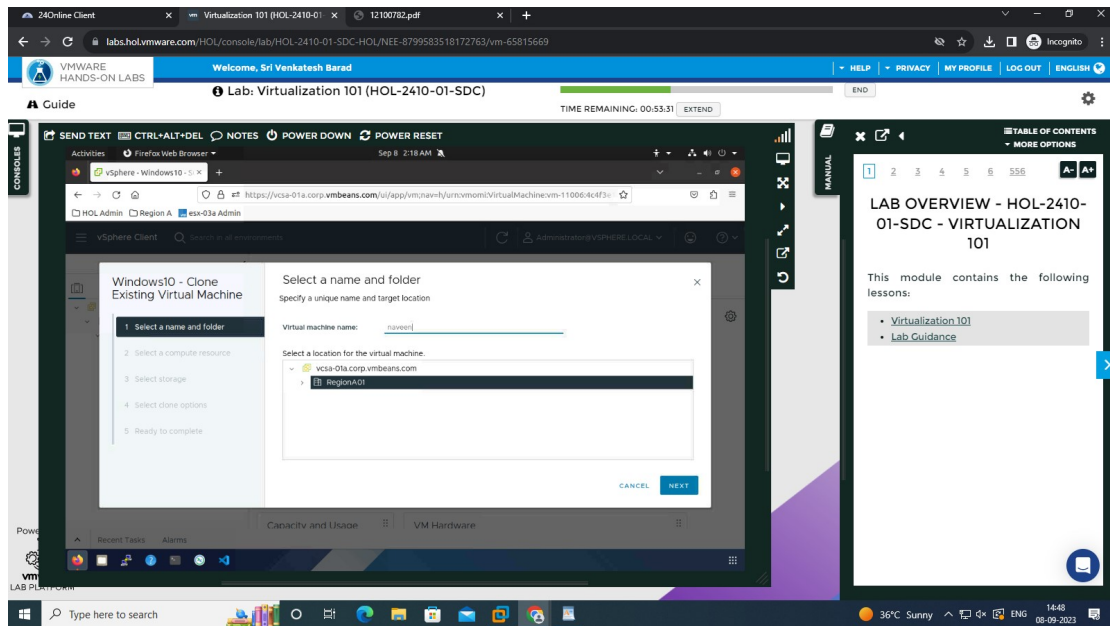 24Online Client
Virtualization 101 (HOL-2410-01
12100782.pdf
labs.hol.vmware.com/HOL/console/lab/HOL-2410-01-SDC-HOL/NEE-8799583518172763/vm-65815669
Incognito
VMWARE
HANDS-ON LABS
Welcome, Sri Venkatesh Barad
HELP
PRIVACY
MY PROFILE
LOG OUT
ENGLISH
Guide
Lab: Virtualization 101 (HOL-2410-01-SDC)
TIME REMAINING: 00:53:31
EXTEND
END
CONSOLES
SEND TEXT
CTRL+ALT+DEL
NOTES
POWER DOWN
POWER RESET
Activities
Firefox Web Browser
Sep 8 2:18 AM
vSphere - Windows10 - S
https://vcsa-01a.corp.vmbeans.com/ui/app/vm;nav=h/urn:vmomi:VirtualMachine:vm-11006:4c4f3
HOL Admin
Region A
esx-03a Admin
vSphere Client
Search in all environments
Administrator@VSPHERE.LOCAL
Windows10 - Clone
Existing Virtual Machine
1 Select a name and folder
2 Select a compute resource
3 Select storage
4 Select clone options
5 Ready to complete
Select a name and folder
Specify a unique name and target location
Virtual machine name:
naveen
Select a location for the virtual machine.
vcsa-01a.corp.vmbeans.com
RegionA01
CANCEL
NEXT
Capacity and Usage
VM Hardware
Recent Tasks
Alarms
MANUAL
TABLE OF CONTENTS
MORE OPTIONS
1 2 3 4 5 6 556
A- A+
LAB OVERVIEW - HOL-2410-
01-SDC - VIRTUALIZATION
101
This module contains the following
lessons:
Virtualization 101
Lab Guidance
Powe
vm
LAB PLATFORM
Type here to search
36°C Sunny
ENG
14:48
08-09-2023